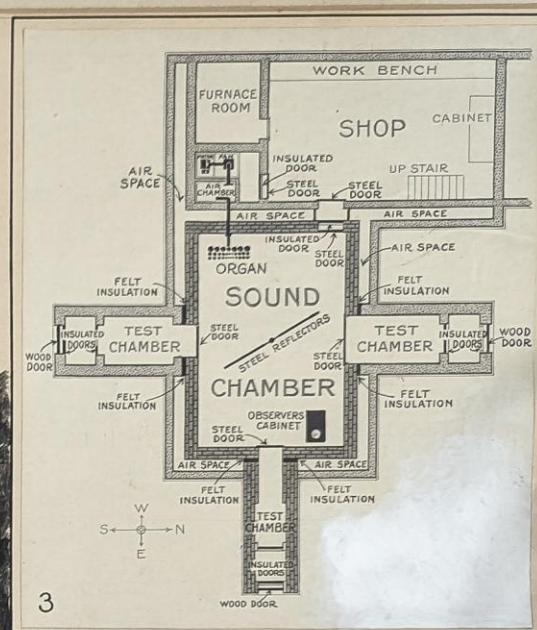 WORK BENCH
FURNACE
ROOM
SHOP
CABINET
INSULATED
DOOR
STEEL
DOOR
STEEL
DOOR
UP STAIR
AIR
SPACE
AIR
CHAMBER
AIR SPACE
AIR SPACE
INSULATED
DOOR
STEEL
DOOR
AIR SPACE
ORGAN
FELT
INSULATION
FELT
INSULATION
SOUND
CHAMBER
STEEL REFLECTORS
WOOD
DOOR
INSULATED
DOORS
TEST
CHAMBER
STEEL
DOOR
STEEL
DOOR
TEST
CHAMBER
INSULATED
DOORS
WOOD
DOOR
FELT
INSULATION
FELT
INSULATION
OBSERVERS
CABINET
STEEL
DOOR
AIR SPACE
AIR SPACE
FELT
INSULATION
FELT
INSULATION
TEST
CHAMBER
INSULATED
DOORS
WOOD DOOR
W
S N
E
3